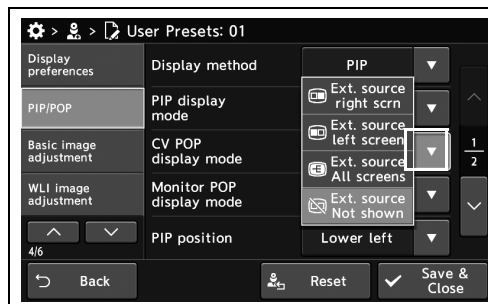 > > User Presets: 01
Display
preferences
PIP/POP
Basic image
adjustment
WLI image
adjustment
4/6
Display method
PIP
PIP display
mode
CV POP
display mode
Monitor POP
display mode
PIP position
Lower left
Ext. source
right scrn
Ext. source
left screen
Ext. source
All screens
Ext. source
Not shown
1
2
Back
Reset
Save &
Close